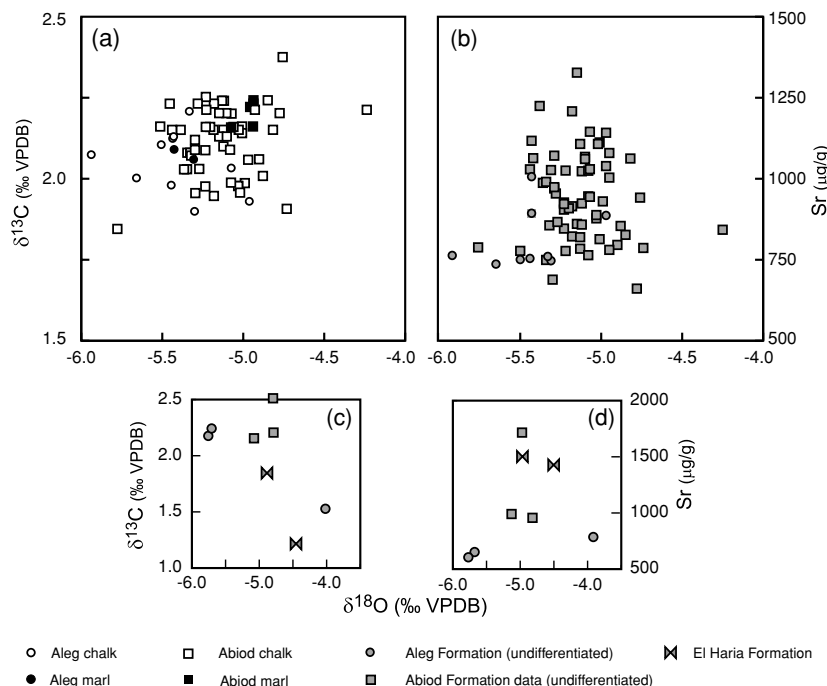 2.5
(a)
(b)
1500
1250
2.0
1000
750
1.5
500
δ13C (‰ VPDB)
Sr (μg/g)
-6.0
-5.5
-5.0
-4.5
-4.0
-6.0
-5.5
-5.0
-4.5
-4.0
2.5
(c)
(d)
2000
2.0
1500
1.5
1000
1.0
500
δ13C (‰ VPDB)
Sr (μg/g)
-6.0
-5.0
-4.0
-6.0
-5.0
-4.0
δ18O (‰ VPDB)
Aleg chalk
Abiod chalk
Aleg Formation (undifferentiated)
El Haria Formation
Aleg marl
Abiod marl
Abiod Formation data (undifferentiated)